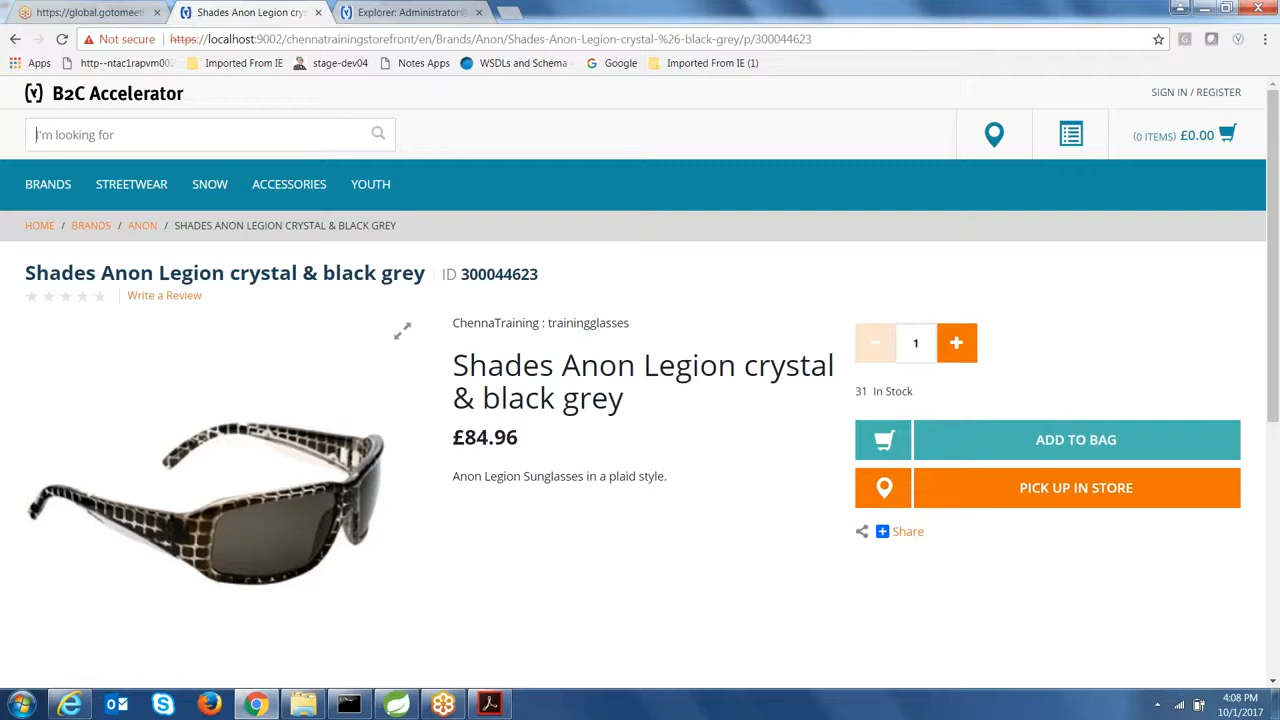 https://global.gotomeeti
Shades Anon Legion cry
Explorer: Administrator@
Not secure
https://localhost:9002/chennatrainingstorefront/en/Brands/Anon/Shades-Anon-Legion-crystal-%26-black-grey/p/300044623
Apps
http--ntac1rapvm002
Imported From IE
stage-dev04
Notes Apps
WSDLs and Schema
Google
Imported From IE (1)
(y) B2C Accelerator
SIGN IN / REGISTER
I'm looking for
(0 ITEMS) £0.00
BRANDS STREETWEAR SNOW ACCESSORIES YOUTH
HOME / BRANDS / ANON / SHADES ANON LEGION CRYSTAL & BLACK GREY
Shades Anon Legion crystal & black grey ID 300044623
Write a Review
ChennaTraining : trainingglasses
Shades Anon Legion crystal
& black grey
£84.96
Anon Legion Sunglasses in a plaid style.
- 1 +
31 In Stock
ADD TO BAG
PICK UP IN STORE
Share
4:08 PM
10/1/2017